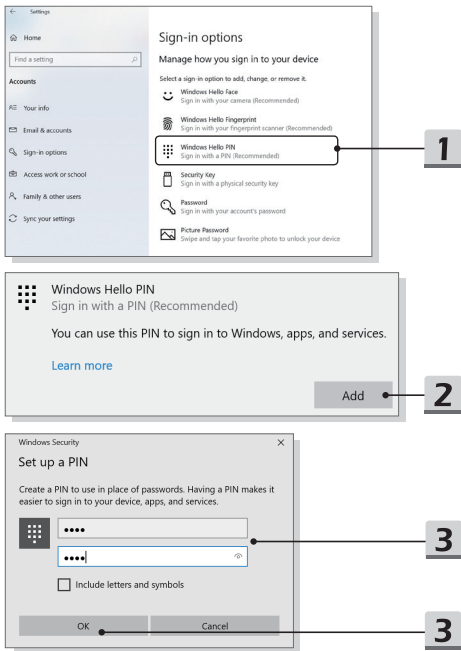 ← Settings
Home
Find a setting
Accounts
Your info
Email & accounts
Sign-in options
Access work or school
Family & other users
Sync your settings
Sign-in options
Manage how you sign in to your device
Select a sign-in option to add, change, or remove it.
Windows Hello Face
Sign in with your camera (Recommended)
Windows Hello Fingerprint
Sign in with your fingerprint scanner (Recommended)
Windows Hello PIN
Sign in with a PIN (Recommended)
Security Key
Sign in with a physical security key
Password
Sign in with your account's password
Picture Password
Swipe and tap your favorite photo to unlock your device
1
Windows Hello PIN
Sign in with a PIN (Recommended)
You can use this PIN to sign in to Windows, apps, and services.
Learn more
Add
2
Windows Security
Set up a PIN
Create a PIN to use in place of passwords. Having a PIN makes it
easier to sign in to your device, apps, and services.
••••
••••
3
Include letters and symbols
OK Cancel
3